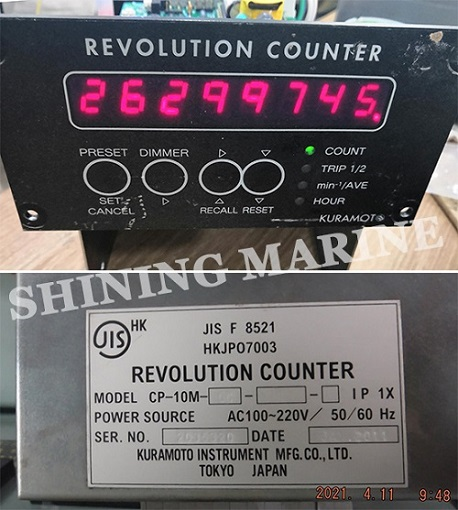 REVOLUTION COUNTER
26299745.
PRESET DIMMER ▷ ▽
COUNT
TRIP 1/2
min⁻¹/AVE
HOUR
SET ▷ △ ▽
CANCEL RECALL RESET
KURAMOTO
SHINING MARINE
JIS HK JIS F 8521
HKJPO7003
REVOLUTION COUNTER
MODEL CP-10M- - - IP 1X
POWER SOURCE AC100~220V/ 50/60 Hz
SER. NO. DATE 2011
KURAMOTO INSTRUMENT MFG.CO.,LTD.
TOKYO JAPAN
2021. 4.11 9:48